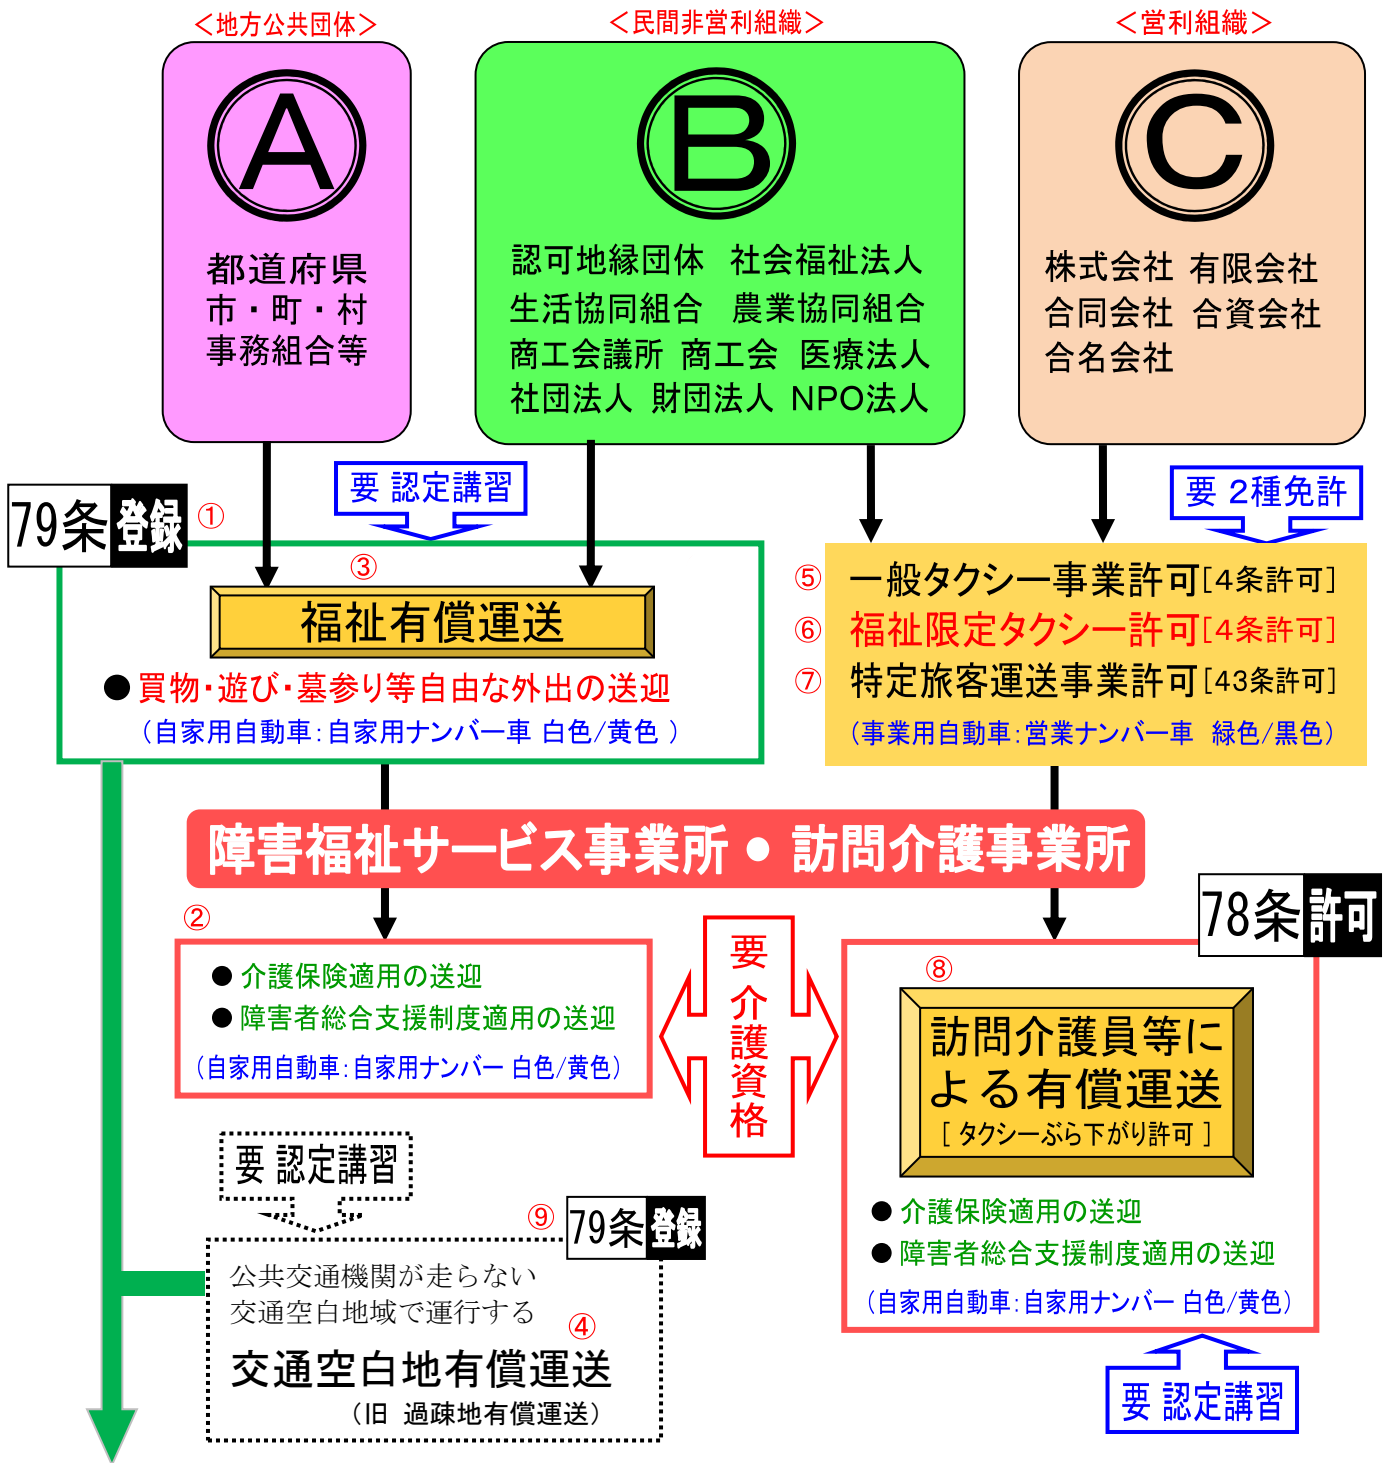 ＜地方公共団体＞
A
都道府県
市・町・村
事務組合等
＜民間非営利組織＞
B
認可地縁団体 社会福祉法人
生活協同組合 農業協同組合
商工会議所 商工会 医療法人
社団法人 財団法人 NPO法人
＜営利組織＞
C
株式会社 有限会社
合同会社 合資会社
合名会社
79条登録 ①
要 認定講習
③
福祉有償運送
●買物・遊び・墓参り等自由な外出の送迎
（自家用自動車：自家用ナンバー車 白色/黄色 ）
要 2種免許
⑤ 一般タクシー事業許可[4条許可]
⑥ 福祉限定タクシー許可[4条許可]
⑦ 特定旅客運送事業許可[43条許可]
（事業用自動車：営業ナンバー車 緑色/黒色）
障害福祉サービス事業所 ● 訪問介護事業所
②
● 介護保険適用の送迎
● 障害者総合支援制度適用の送迎
（自家用自動車：自家用ナンバー 白色/黄色）
要 介護資格
78条許可
⑧
訪問介護員等に
よる有償運送
[ タクシーぶら下がり許可 ]
● 介護保険適用の送迎
● 障害者総合支援制度適用の送迎
（自家用自動車：自家用ナンバー 白色/黄色）
要 認定講習
要 認定講習
⑨ 79条登録
公共交通機関が走らない
交通空白地域で運行する
④
交通空白地有償運送
（旧 過疎地有償運送）